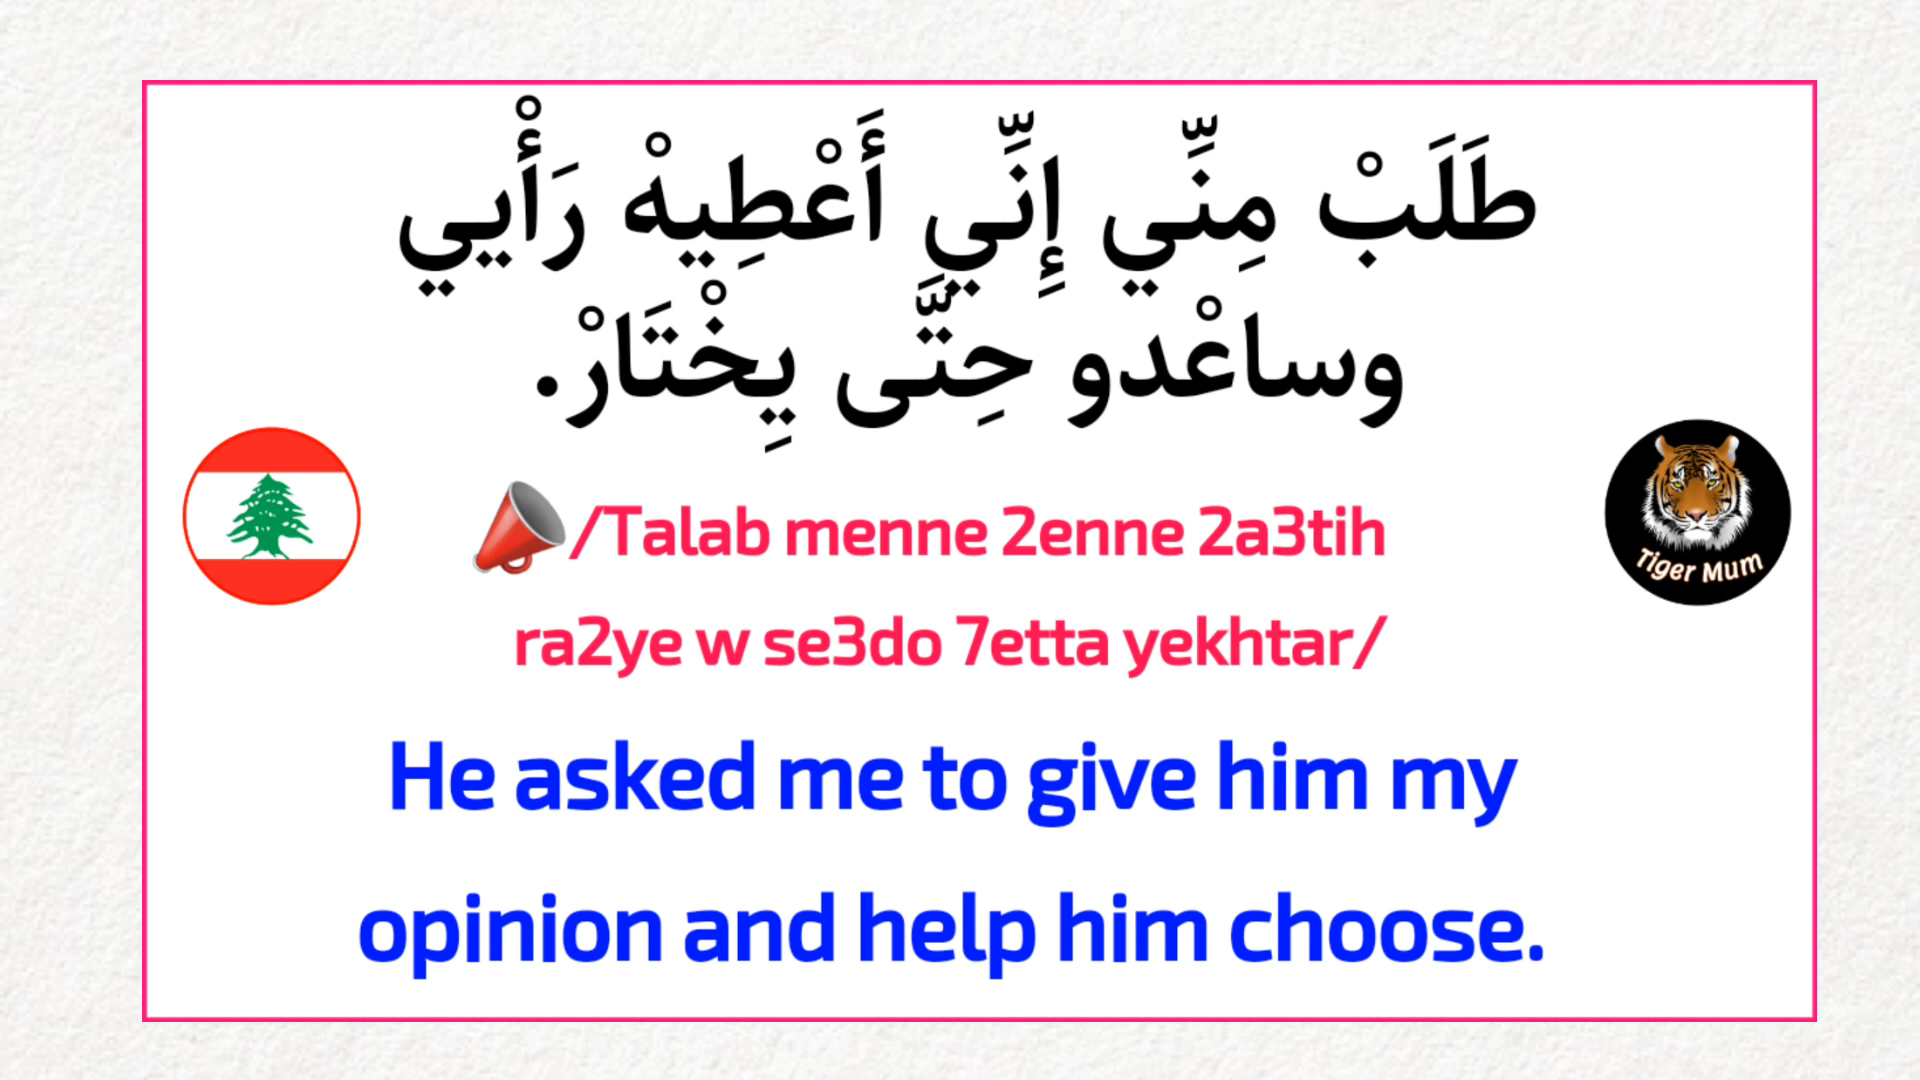 طَلَبْ مِنِّي إِنِّي أَعْطِيهْ رَأْيي
وساعْدو حِتَّى يِخْتَارْ.
/Talab menne 2enne 2a3tih
ra2ye w se3do 7etta yekhtar/
Tiger Mum
He asked me to give him my
opinion and help him choose.